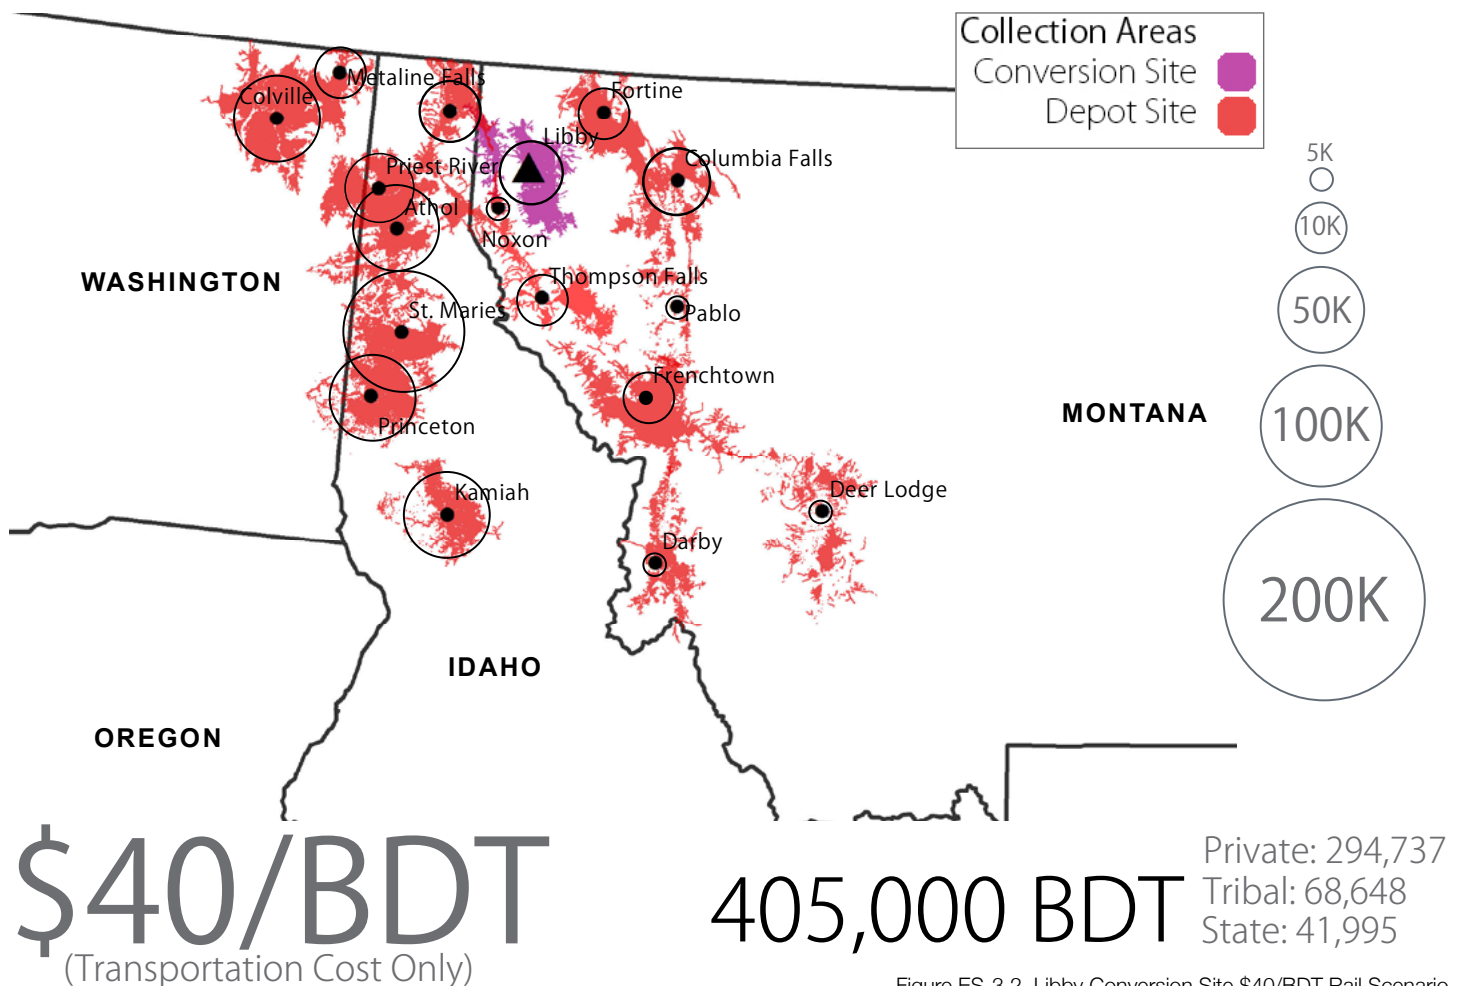 Collection Areas
Conversion Site
Depot Site
Metaline Falls
Colville
Fortine
Libby
Columbia Falls
Priest River
Athol
Noxon
WASHINGTON
Thompson Falls
St. Maries
Pablo
Frenchtown
Princeton
MONTANA
Kamiah
Deer Lodge
Darby
IDAHO
OREGON
5K
10K
50K
100K
200K
$40/BDT
(Transportation Cost Only)
405,000 BDT
Private: 294,737
Tribal: 68,648
State: 41,995
Figure ES-3.2. Libby Conversion Site $40/BDT Rail Scenario